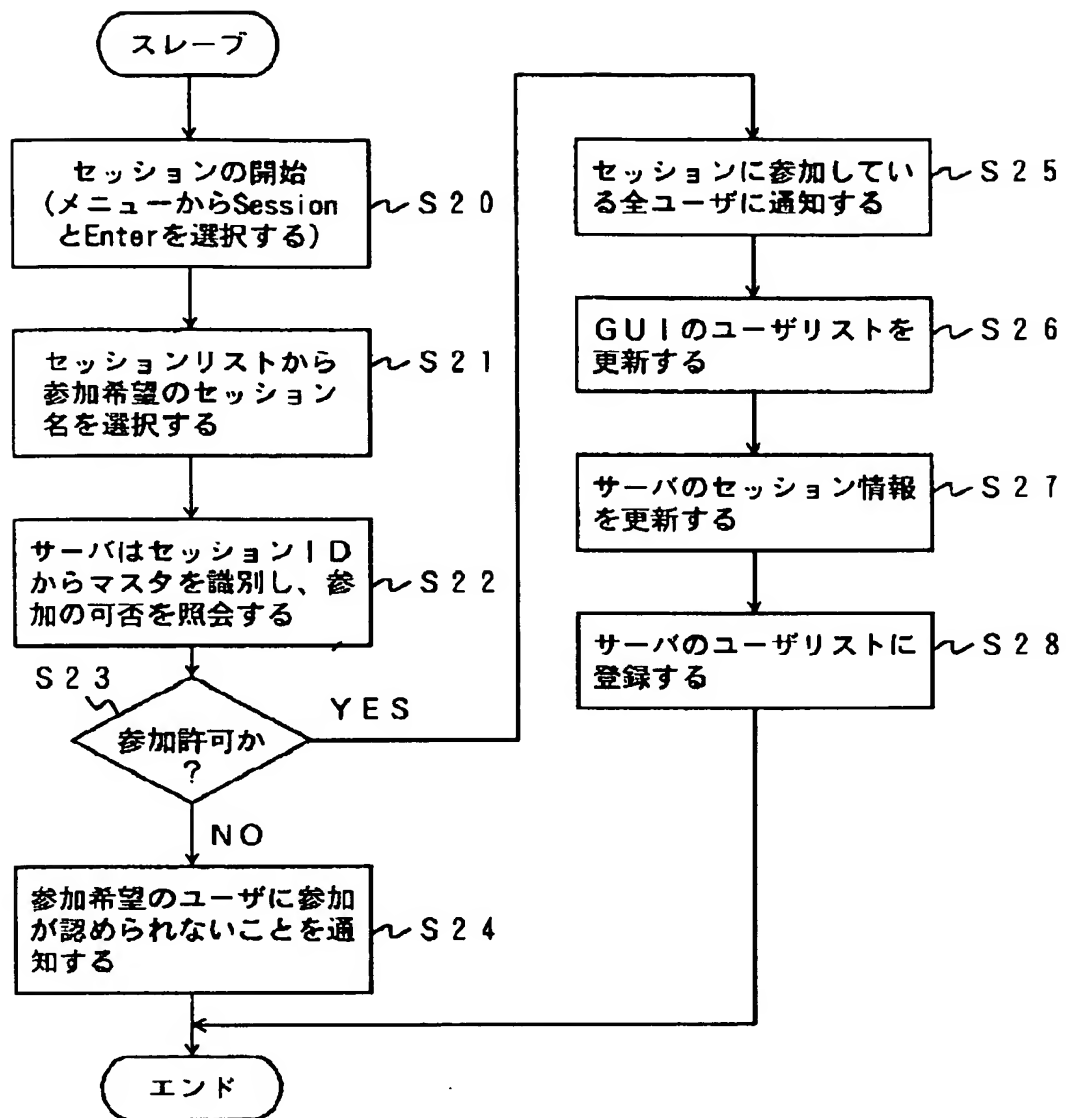 スレーブ
セッションの開始
(メニューからSession
とEnterを選択する)
S20
セッションリストから
参加希望のセッション
名を選択する
S21
サーバはセッションID
からマスタを識別し、参
加の可否を照会する
S22
S23
参加許可か
?
YES
NO
参加希望のユーザに参加
が認められないことを通
知する
S24
セッションに参加してい
る全ユーザに通知する
S25
GUIのユーザリストを
更新する
S26
サーバのセッション情報
を更新する
S27
サーバのユーザリストに
登録する
S28
エンド